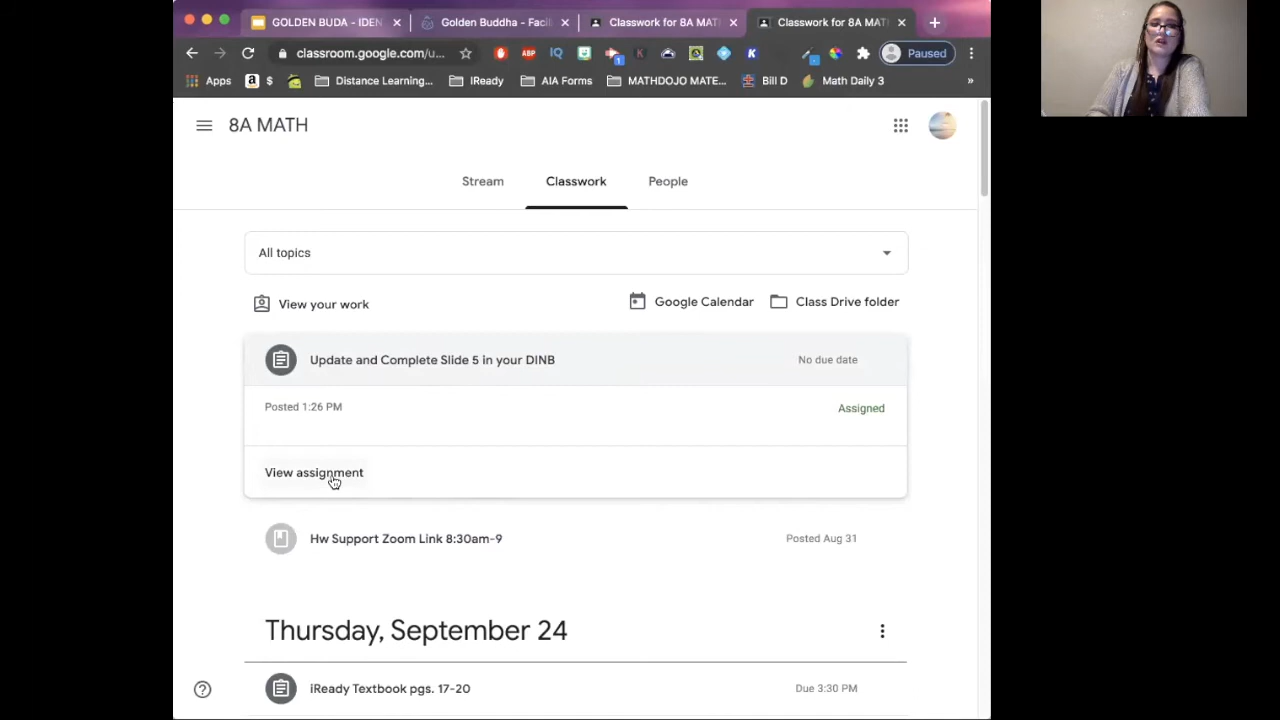 GOLDEN BUDA - IDEN
Golden Buddha - Facil
Classwork for 8A MATH
Classwork for 8A MATH
classroom.google.com/u...
Paused
Apps
$
Distance Learning...
IReady
AIA Forms
MATHDOJO MATE...
Bill D
Math Daily 3
»
8A MATH
Stream
Classwork
People
All topics
View your work
Google Calendar
Class Drive folder
Update and Complete Slide 5 in your DINB
No due date
Posted 1:26 PM
Assigned
View assignment
Hw Support Zoom Link 8:30am-9
Posted Aug 31
Thursday, September 24
iReady Textbook pgs. 17-20
Due 3:30 PM